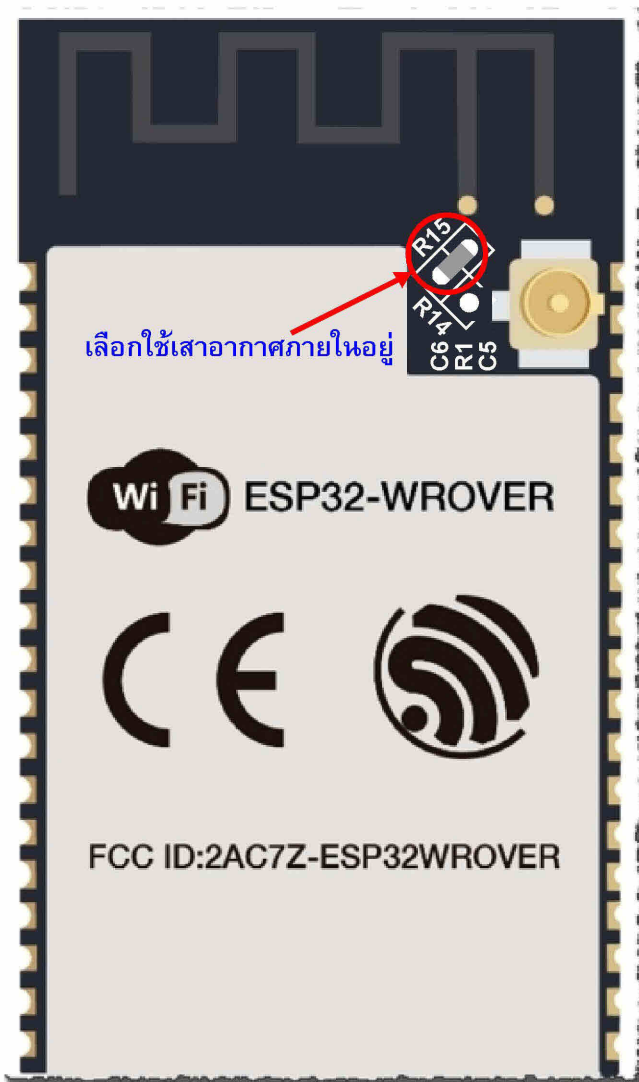 R15
R14
เลือกใช้เสาอากาศภายในอยู่
C6
R1
C5
Wi Fi ESP32-WROVER
CE
FCC ID:2AC7Z-ESP32WROVER